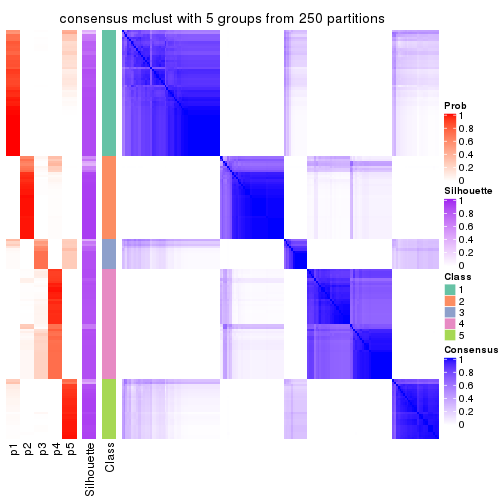 consensus mclust with 5 groups from 250 partitions
Prob
1
0.8
0.6
0.4
0.2
0
Silhouette
1
0.8
0.6
0.4
0.2
0
Class
1
2
3
4
5
Consensus
1
0.8
0.6
0.4
0.2
0
p1
p2
p3
p4
p5
Silhouette
Class